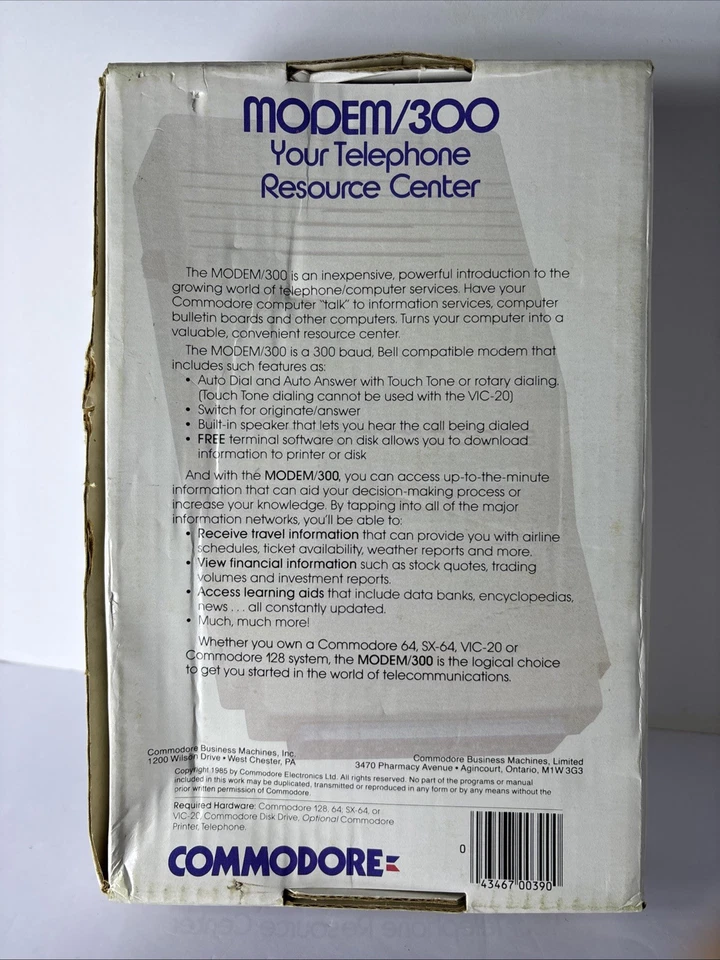 MODEM/300
Your Telephone
Resource Center
The MODEM/300 is an inexpensive, powerful introduction to the
growing world of telephone/computer services. Have your
Commodore computer "talk" to information services, computer
bulletin boards and other computers. Turns your computer into a
valuable, convenient resource center.
The MODEM/300 is a 300 baud, Bell compatible modem that
includes such features as:
• Auto Dial and Auto Answer with Touch Tone or rotary dialing.
(Touch Tone dialing cannot be used with the VIC-20)
• Switch for originate/answer
• Built-in speaker that lets you hear the call being dialed
• FREE terminal software on disk allows you to download
information to printer or disk
And with the MODEM/300, you can access up-to-the-minute
information that can aid your decision-making process or
increase your knowledge. By tapping into all of the major
information networks, you'll be able to:
• Receive travel information that can provide you with airline
schedules, ticket availability, weather reports and more.
• View financial information such as stock quotes, trading
volumes and investment reports.
• Access learning aids that include data banks, encyclopedias,
news . . . all constantly updated.
• Much, much more!
Whether you own a Commodore 64, SX-64, VIC-20 or
Commodore 128 system, the MODEM/300 is the logical choice
to get you started in the world of telecommunications.
Commodore Business Machines, Inc.
1200 Wilson Drive • West Chester, PA
Commodore Business Machines, Limited
3470 Pharmacy Avenue • Agincourt, Ontario, M1W 3G3
Copyright 1985 by Commodore Electronics Ltd. All rights reserved. No part of the programs or manual
included in this work may be duplicated, transmitted or reproduced in any form or by any means without the
prior written permission of Commodore.
Required Hardware: Commodore 128, 64, SX-64, or
VIC-20, Commodore Disk Drive. Optional Commodore
Printer, Telephone.
COMMODORE
0 43467 00390